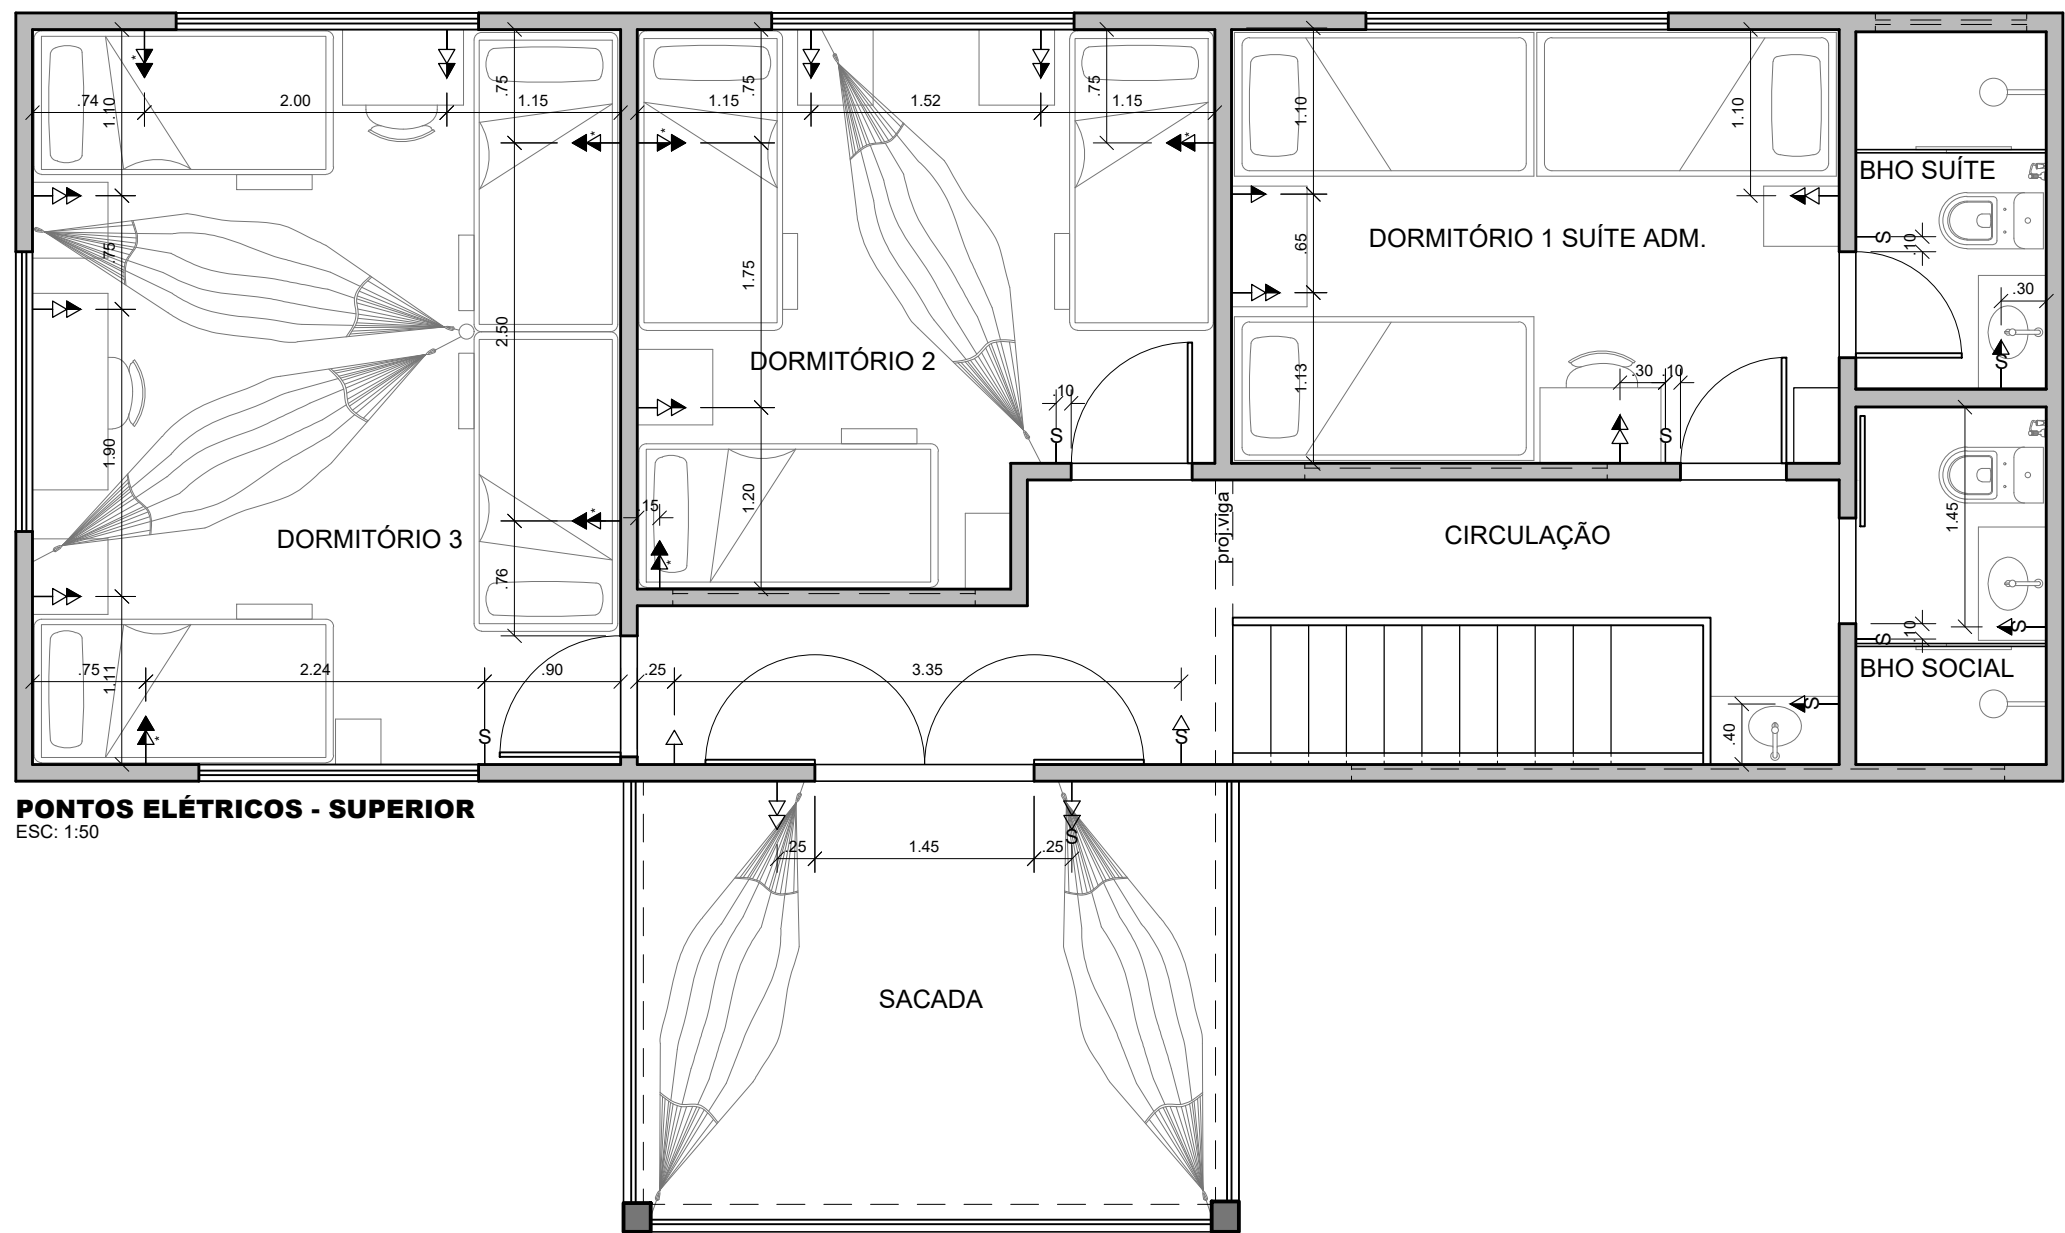 .74
1.10
2.00
.75
1.15
*
*
1.15
.75
1.52
.75
1.15
*
*
1.10
1.10
BHO SUÍTE
.75
2.50
1.75
.65
DORMITÓRIO 1 SUÍTE ADM.
S
.10
.30
S
DORMITÓRIO 2
.10
S
1.13
.30
.10
S
1.90
DORMITÓRIO 3
.76
*
.15
*
1.20
proj.viga
CIRCULAÇÃO
1.45
S
.10
S
BHO SOCIAL
.75
1.11
2.24
.90
.25
3.35
*
S
S
S
.40
PONTOS ELÉTRICOS - SUPERIOR
ESC: 1:50
S
.25
1.45
.25
SACADA